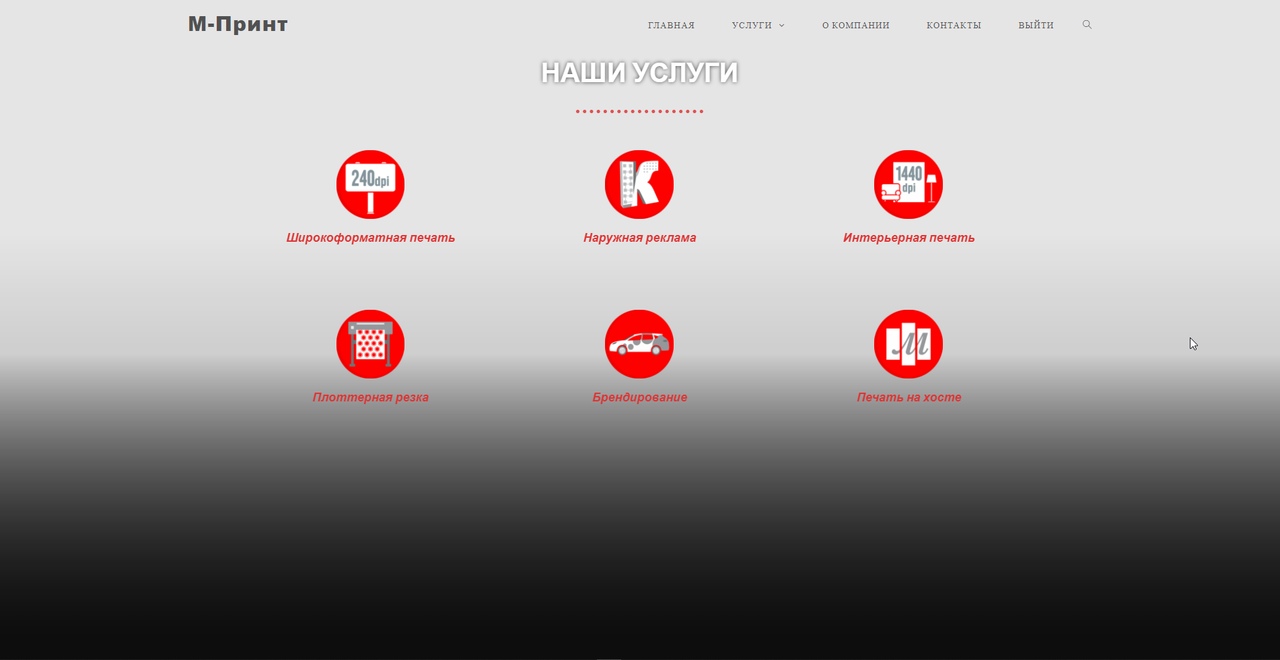 М-Принт
ГЛАВНАЯ УСЛУГИ О КОМПАНИИ КОНТАКТЫ ВЫЙТИ
НАШИ УСЛУГИ
240dpi
К
1440
dpi
Широкоформатная печать
Наружная реклама
Интерьерная печать
М
Плоттерная резка
Брендирование
Печать на хосте